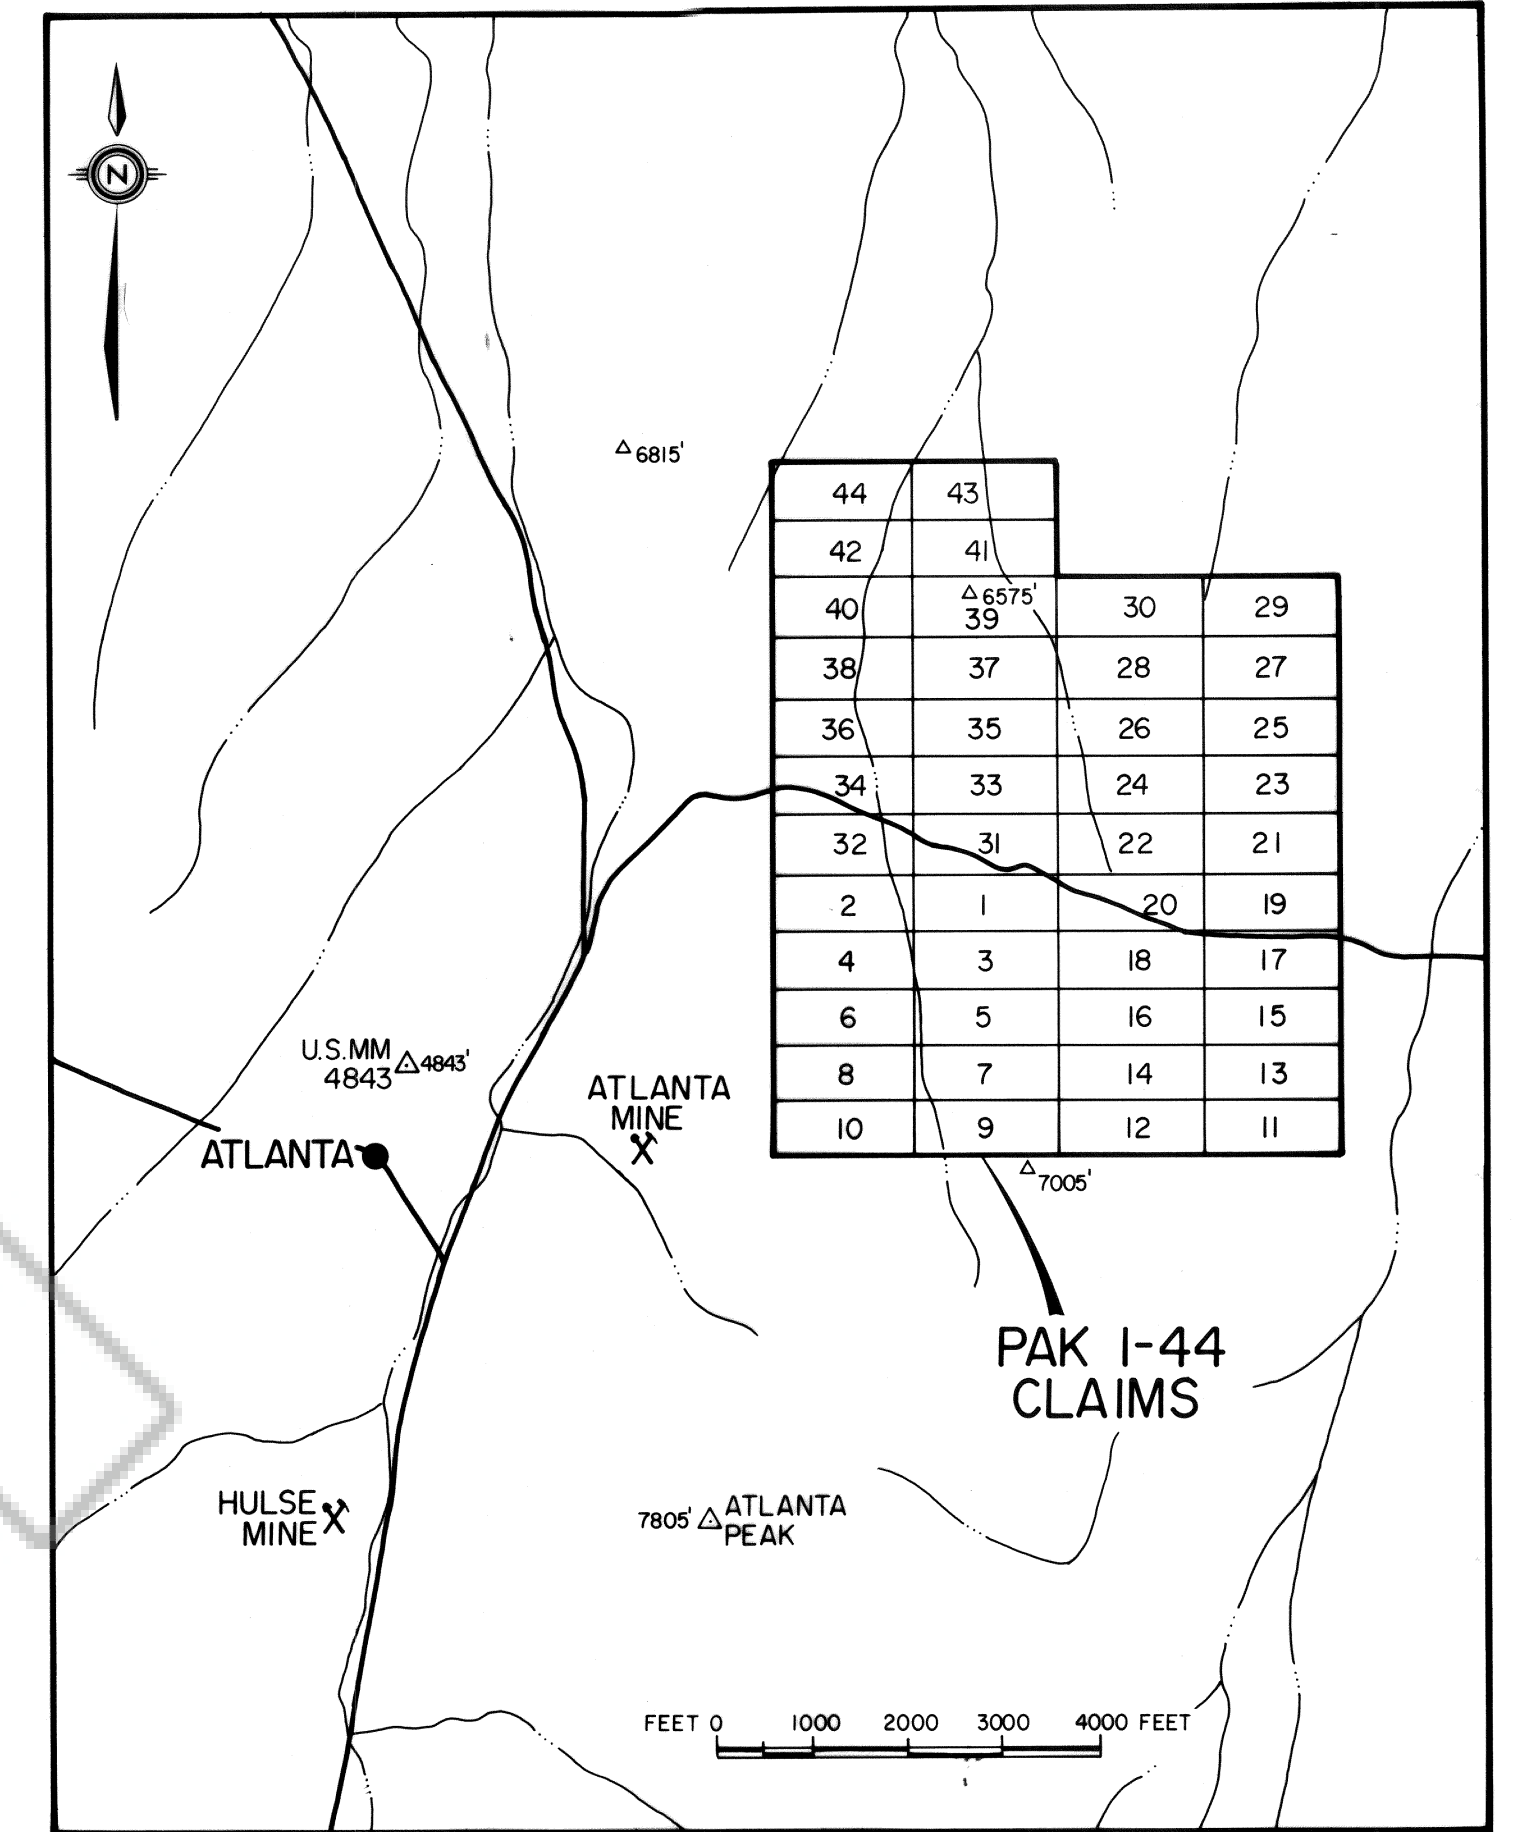 N
6815'
44 43
42 41
6575'
40 39 30 29
38 37 28 27
36 35 26 25
34 33 24 23
32 31 22 21
2 1 20 19
4 3 18 17
6 5 16 15
8 7 14 13
10 9 12 11
U.S.MM
4843
4843'
ATLANTA
MINE
ATLANTA
7005'
PAK 1-44
CLAIMS
HULSE
MINE
7805'
ATLANTA
PEAK
FEET 0 1000 2000 3000 4000 FEET